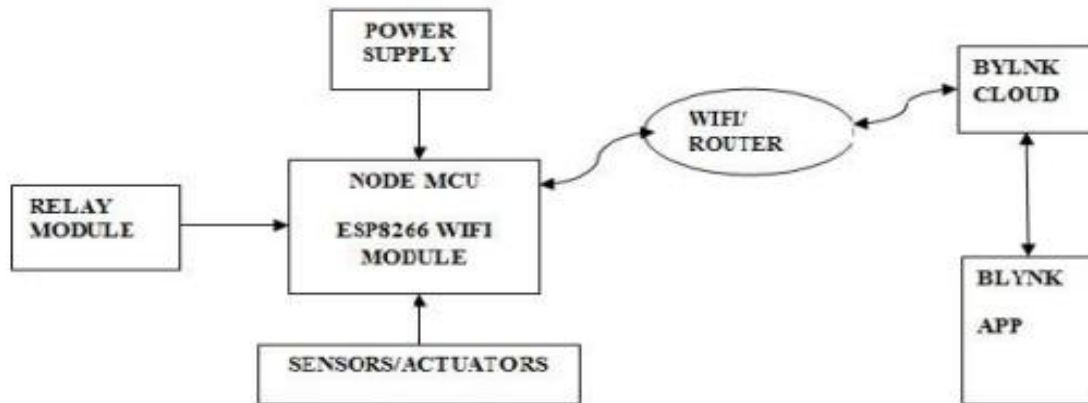 POWER
SUPPLY
BYLNK
CLOUD
WIFI/
ROUTER
NODE MCU
ESP8266 WIFI
MODULE
RELAY
MODULE
BLYNK
APP
SENSORS/ACTUATORS